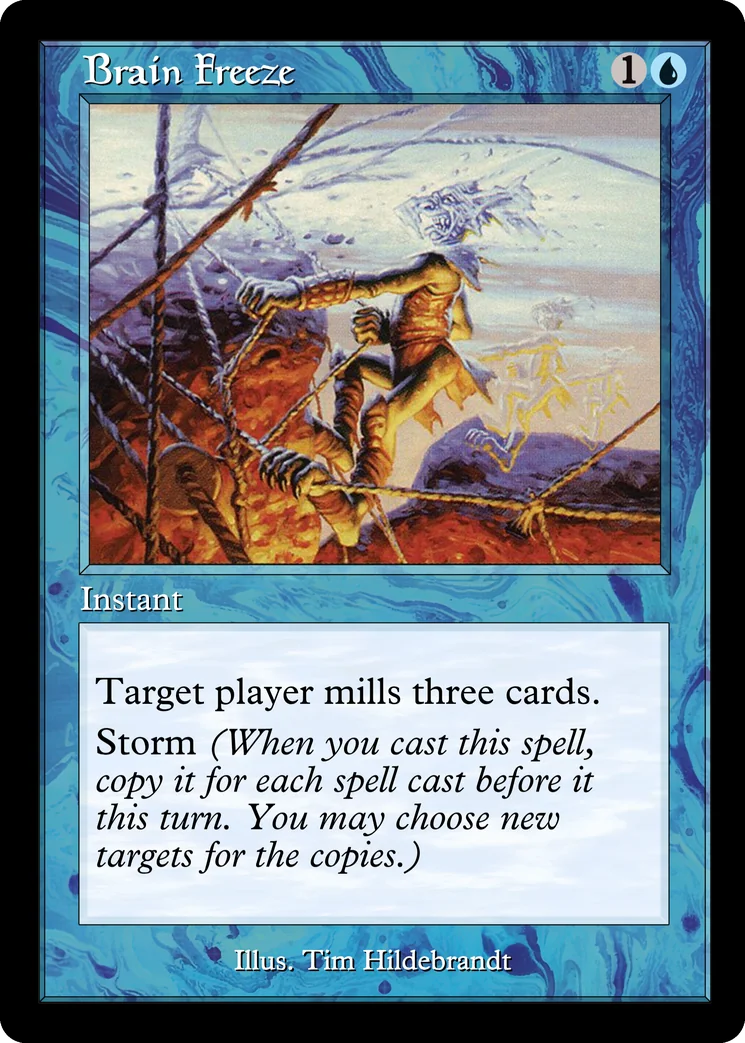 Brain Freeze 1
Instant
Target player mills three cards.
Storm (When you cast this spell,
copy it for each spell cast before it
this turn. You may choose new
targets for the copies.)
Illus. Tim Hildebrandt